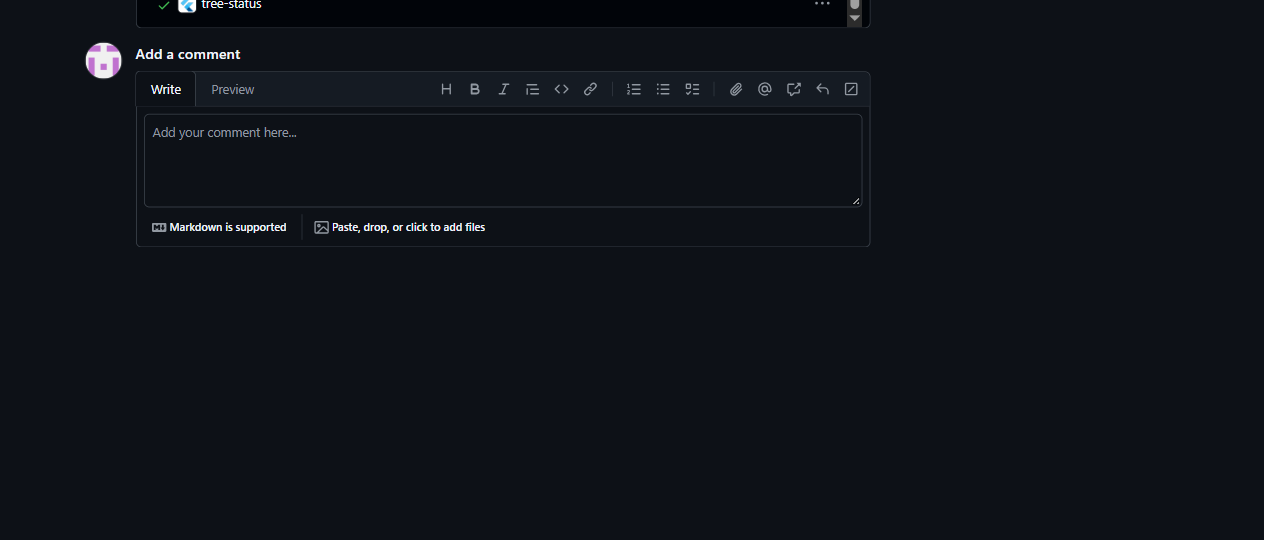 tree-status
Add a comment
Write Preview
Add your comment here...
Markdown is supported Paste, drop, or click to add files